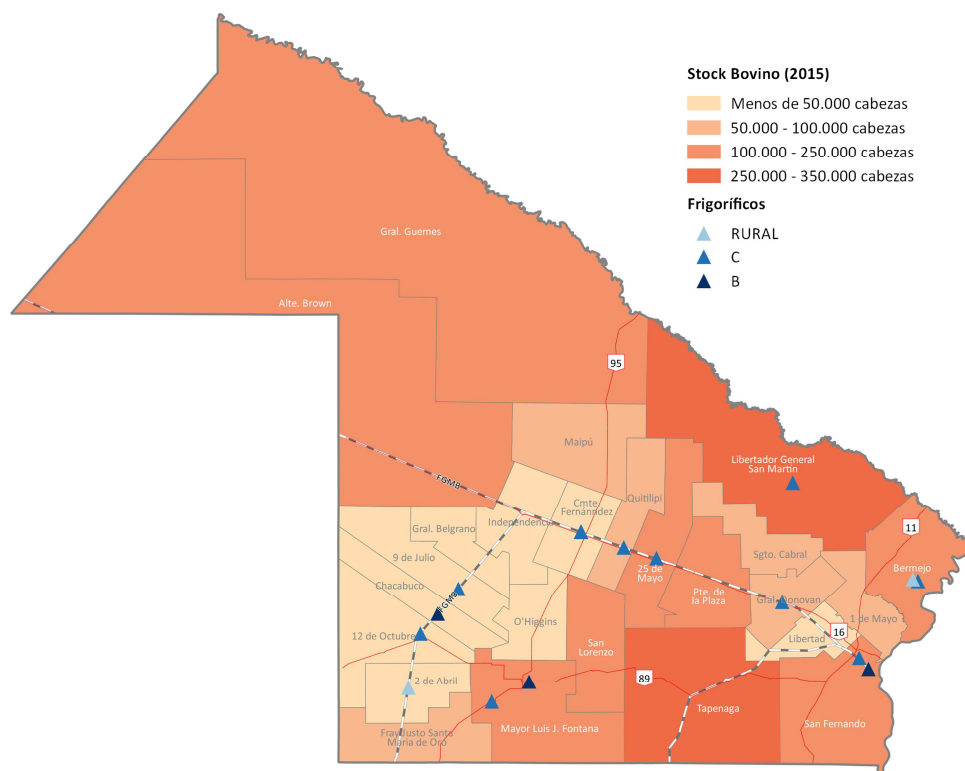 Stock Bovino (2015)
Menos de 50.000 cabezas
50.000 - 100.000 cabezas
100.000 - 250.000 cabezas
250.000 - 350.000 cabezas
Frigoríficos
RURAL
C
B
Gral. Guemes
Alte. Brown
95
Maipú
Libertador General
San Martín
FGMB
Cmte
Fernánndez
Quitilipi
Independencia
Gral. Belgrano
11
9 de Julio
Sgto. Cabral
Bermejo
25 de
Mayo
Chacabuco
Pte. de
la Plaza
FGMB
Gral. Donovan
1 de Mayo
O'Higgins
16
12 de Octubre
Libertad
San
Lorenzo
2 de Abril
89
Tapenaga
San Fernando
Fray Justo Santa
Maria de Oro
Mayor Luis J. Fontana